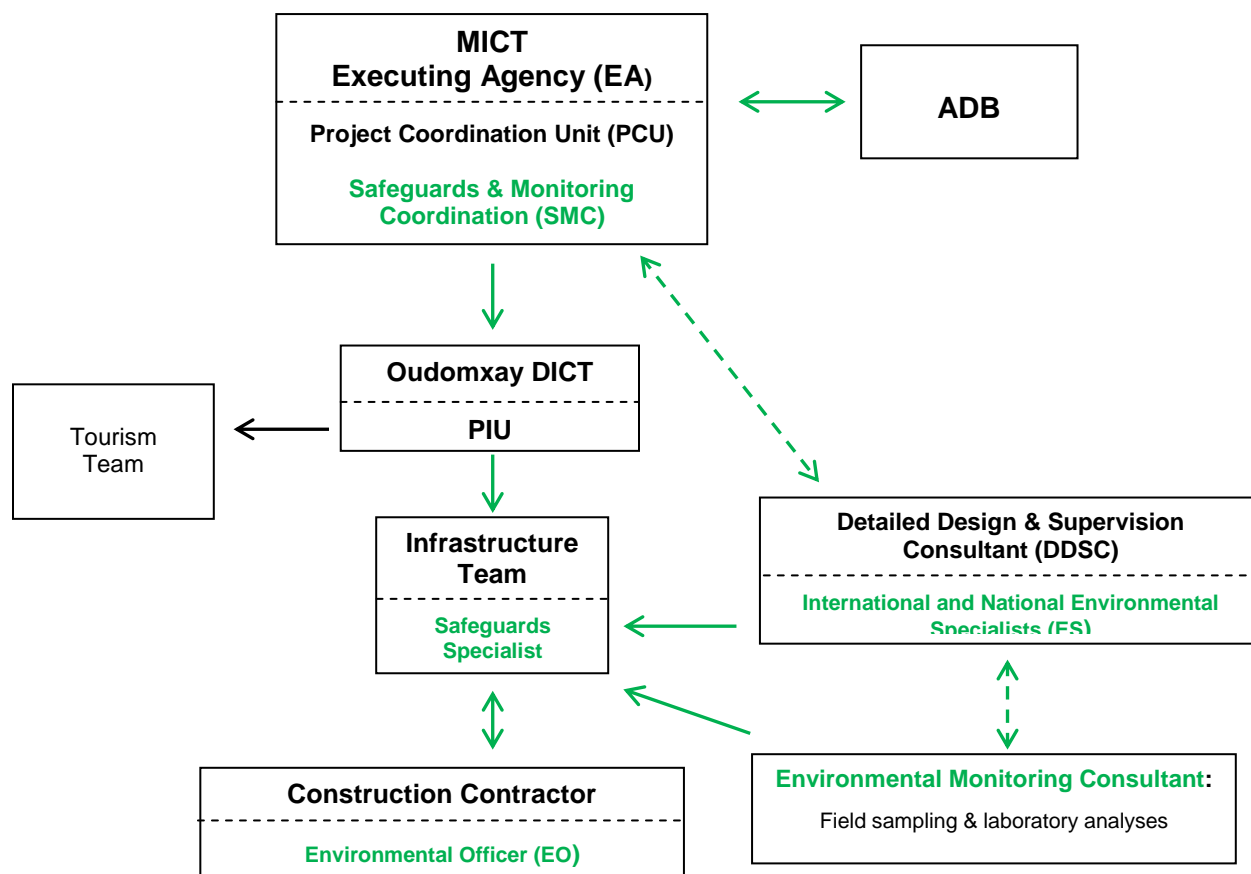 MICT
Executing Agency (EA)
Project Coordination Unit (PCU)
Safeguards & Monitoring
Coordination (SMC)
ADB
Oudomxay DICT
PIU
Tourism
Team
Infrastructure
Team
Safeguards
Specialist
Detailed Design & Supervision
Consultant (DDSC)
International and National Environmental
Specialists (ES)
Construction Contractor
Environmental Officer (EO)
Environmental Monitoring Consultant:
Field sampling & laboratory analyses